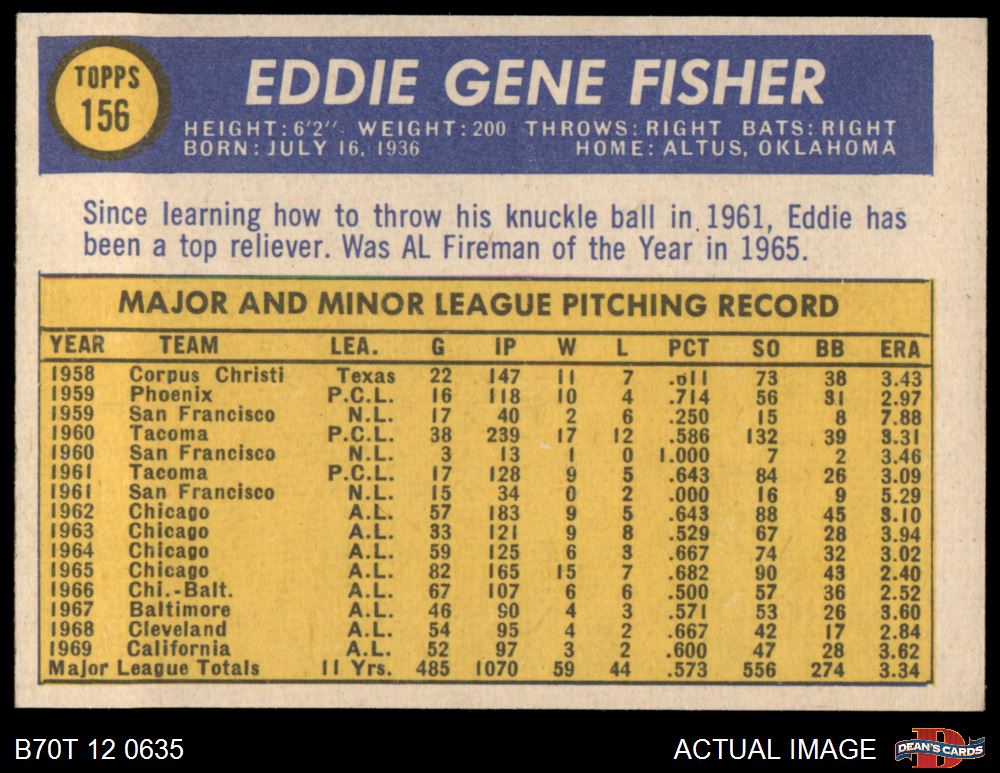 TOPPS
156
EDDIE GENE FISHER
HEIGHT: 6'2" WEIGHT: 200 THROWS: RIGHT BATS: RIGHT
BORN: JULY 16, 1936 HOME: ALTUS, OKLAHOMA
Since learning how to throw his knuckle ball in 1961, Eddie has
been a top reliever. Was AL Fireman of the Year in 1965.
MAJOR AND MINOR LEAGUE PITCHING RECORD
YEAR TEAM LEA. G IP W L PCT SO BB ERA
1958 Corpus Christi Texas 22 147 11 7 .611 73 38 3.43
1959 Phoenix P.C.L. 16 118 10 4 .714 56 31 2.97
1959 San Francisco N.L. 17 40 2 6 .250 15 8 7.88
1960 Tacoma P.C.L. 38 239 17 12 .586 132 39 3.31
1960 San Francisco N.L. 3 13 1 0 1.000 7 2 3.46
1961 Tacoma P.C.L. 17 128 9 5 .643 84 26 3.09
1961 San Francisco N.L. 15 34 0 2 .000 16 9 5.29
1962 Chicago A.L. 57 183 9 5 .643 88 45 3.10
1963 Chicago A.L. 33 121 9 8 .529 67 28 3.94
1964 Chicago A.L. 59 125 6 3 .667 74 32 3.02
1965 Chicago A.L. 82 165 15 7 .682 90 43 2.40
1966 Chi.-Balt. A.L. 67 107 6 6 .500 57 36 2.52
1967 Baltimore A.L. 46 90 4 3 .571 53 26 3.60
1968 Cleveland A.L. 54 95 4 2 .667 42 17 2.84
1969 California A.L. 52 97 3 2 .600 47 28 3.62
Major League Totals 11 Yrs. 485 1070 59 44 .573 556 274 3.34
B70T 12 0635 ACTUAL IMAGE DEAN'S CARDS